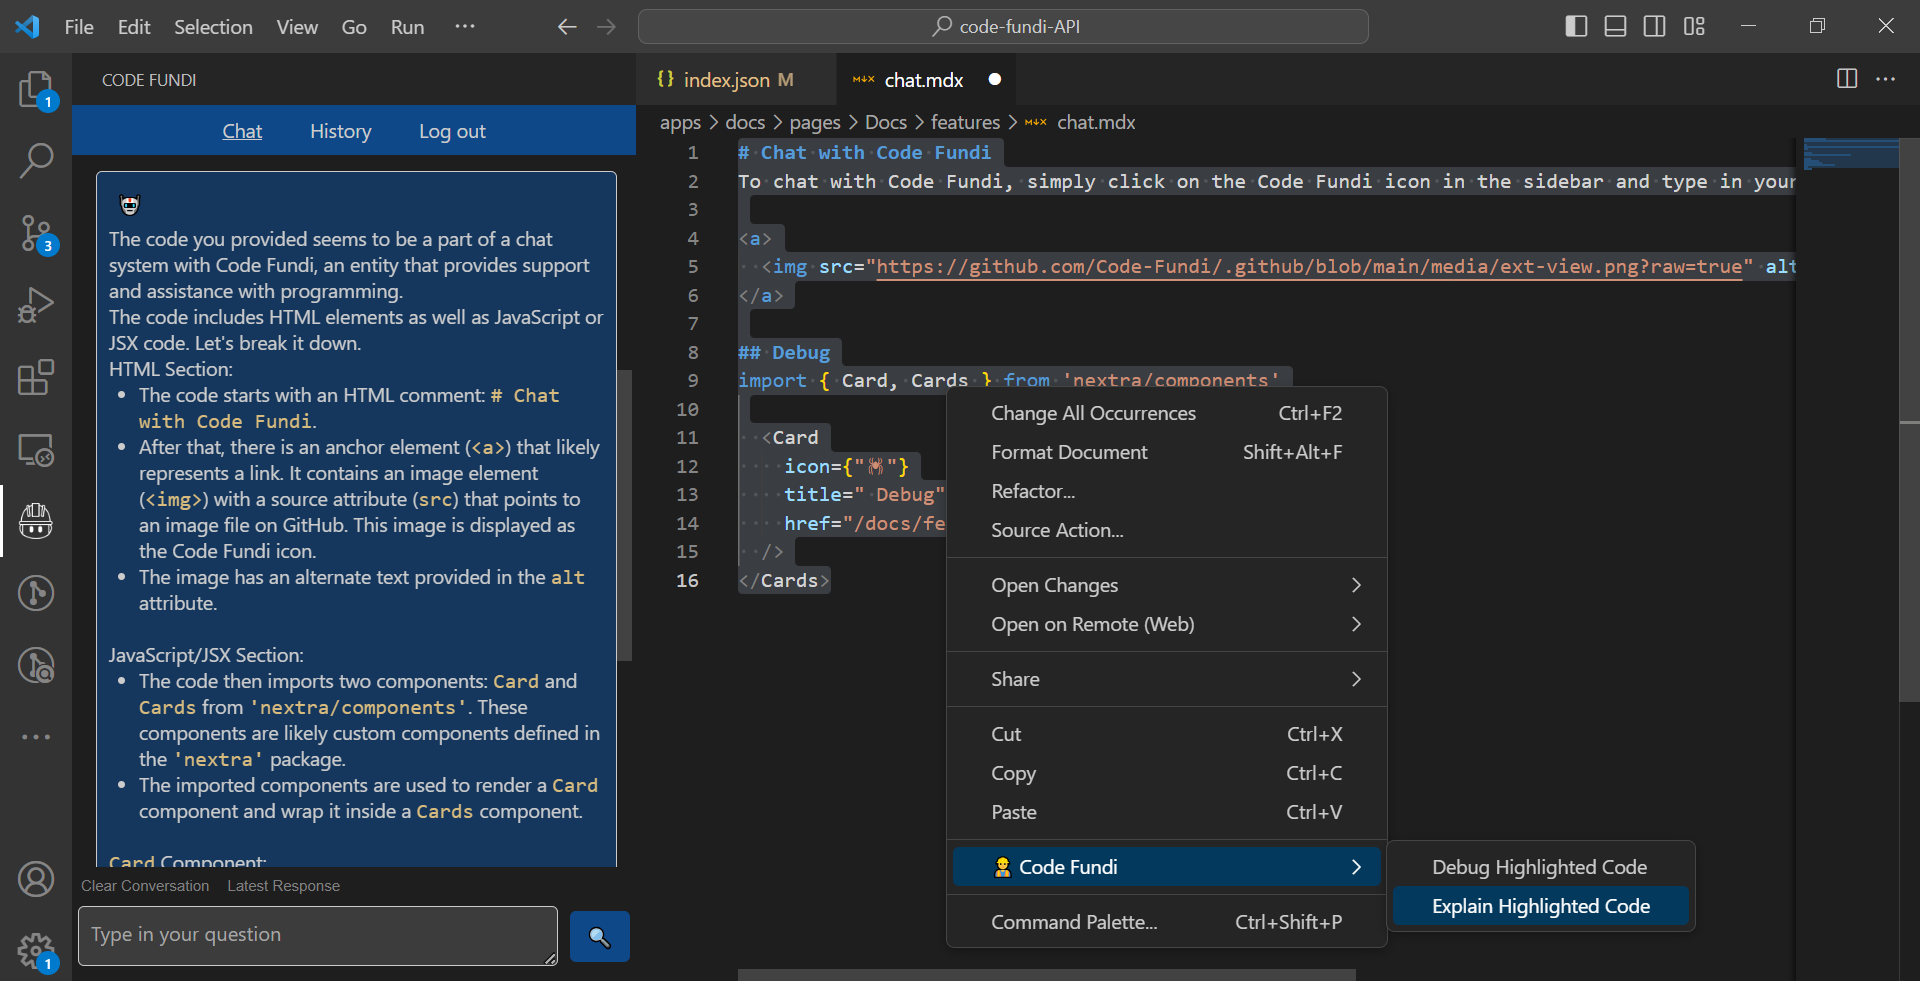 File Edit Selection View Go Run ···
code-fundi-API
CODE FUNDI
Chat History Log out
The code you provided seems to be a part of a chat
system with Code Fundi, an entity that provides support
and assistance with programming.
The code includes HTML elements as well as JavaScript or
JSX code. Let's break it down.
HTML Section:
• The code starts with an HTML comment: # Chat
with Code Fundi.
• After that, there is an anchor element (<a>) that likely
represents a link. It contains an image element
(<img>) with a source attribute (src) that points to
an image file on GitHub. This image is displayed as
the Code Fundi icon.
• The image has an alternate text provided in the alt
attribute.
JavaScript/JSX Section:
• The code then imports two components: Card and
Cards from 'nextra/components'. These
components are likely custom components defined in
the 'nextra' package.
• The imported components are used to render a Card
component and wrap it inside a Cards component.
Card Component:
Clear Conversation Latest Response
Type in your question
1
3
1
{} index.json M
M↓X chat.mdx ●
apps > docs > pages > Docs > features > M↓X chat.mdx
1 # Chat with Code Fundi
2 To chat with Code Fundi, simply click on the Code Fundi icon in the sidebar and type in your
3
4 <a>
5 <img src="https://github.com/Code-Fundi/.github/blob/main/media/ext-view.png?raw=true" alt
6 </a>
7
8 ## Debug
9 import { Card, Cards } from 'nextra/components'
10
11 <Card
12 icon={"🕷"}
13 title=" Debug"
14 href="/docs/fe
15 />
16 </Cards>
Change All Occurrences Ctrl+F2
Format Document Shift+Alt+F
Refactor...
Source Action...
Open Changes
Open on Remote (Web)
Share
Cut Ctrl+X
Copy Ctrl+C
Paste Ctrl+V
👷 Code Fundi
Command Palette... Ctrl+Shift+P
Debug Highlighted Code
Explain Highlighted Code